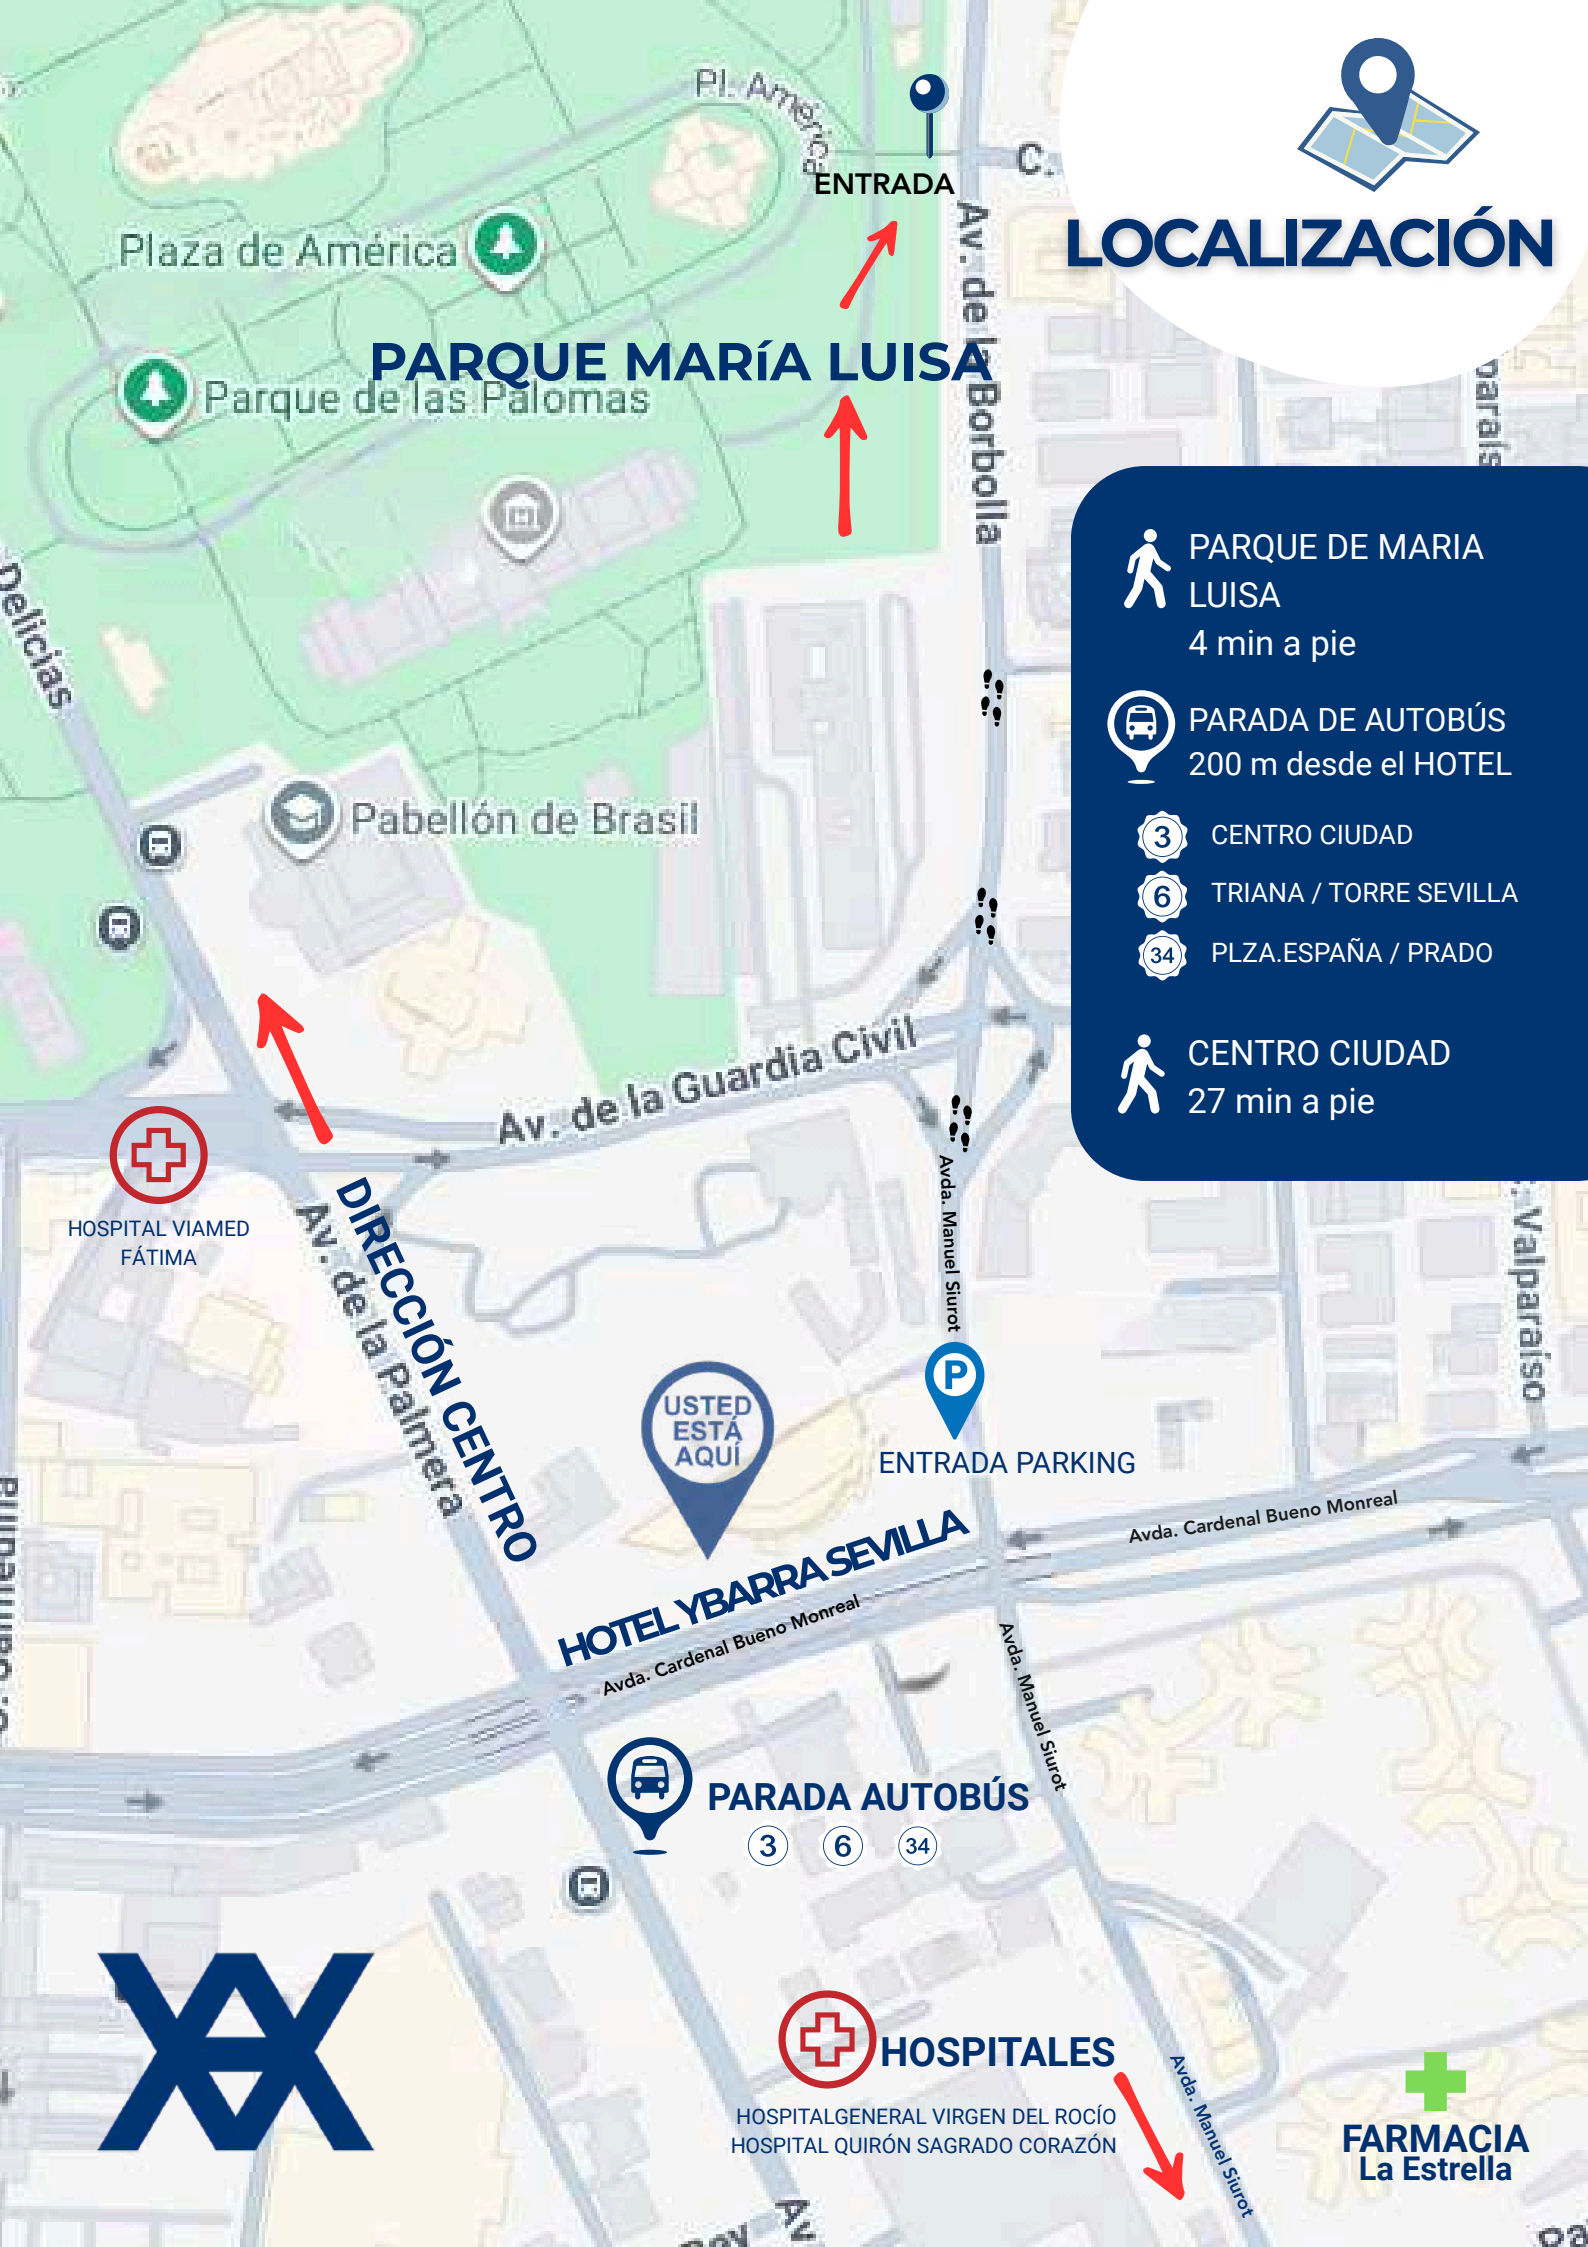 Pl. América
ENTRADA
C.
LOCALIZACIÓN
Plaza de América
Av. de la Borbolla
PARQUE MARíA LUISA
Parque de las Palomas
PARQUE DE MARIA
LUISA
4 min a pie
PARADA DE AUTOBÚS
200 m desde el HOTEL
3 CENTRO CIUDAD
6 TRIANA / TORRE SEVILLA
34 PLZA.ESPAÑA / PRADO
CENTRO CIUDAD
27 min a pie
Delicias
Pabellón de Brasil
Av. de la Guardia Civil
HOSPITAL VIAMED
FÁTIMA
DIRECCIÓN CENTRO
Av. de la Palmera
Avda. Manuel Siurot
C. Valparaiso
P
ENTRADA PARKING
USTED
ESTÁ
AQUÍ
HOTEL YBARRA SEVILLA
Avda. Cardenal Bueno Monreal
Avda. Cardenal Bueno Monreal
Avda. Manuel Siurot
PARADA AUTOBÚS
3 6 34
HOSPITALES
HOSPITALGENERAL VIRGEN DEL ROCÍO
HOSPITAL QUIRÓN SAGRADO CORAZÓN
Avda. Manuel Siurot
FARMACIA
La Estrella
Av